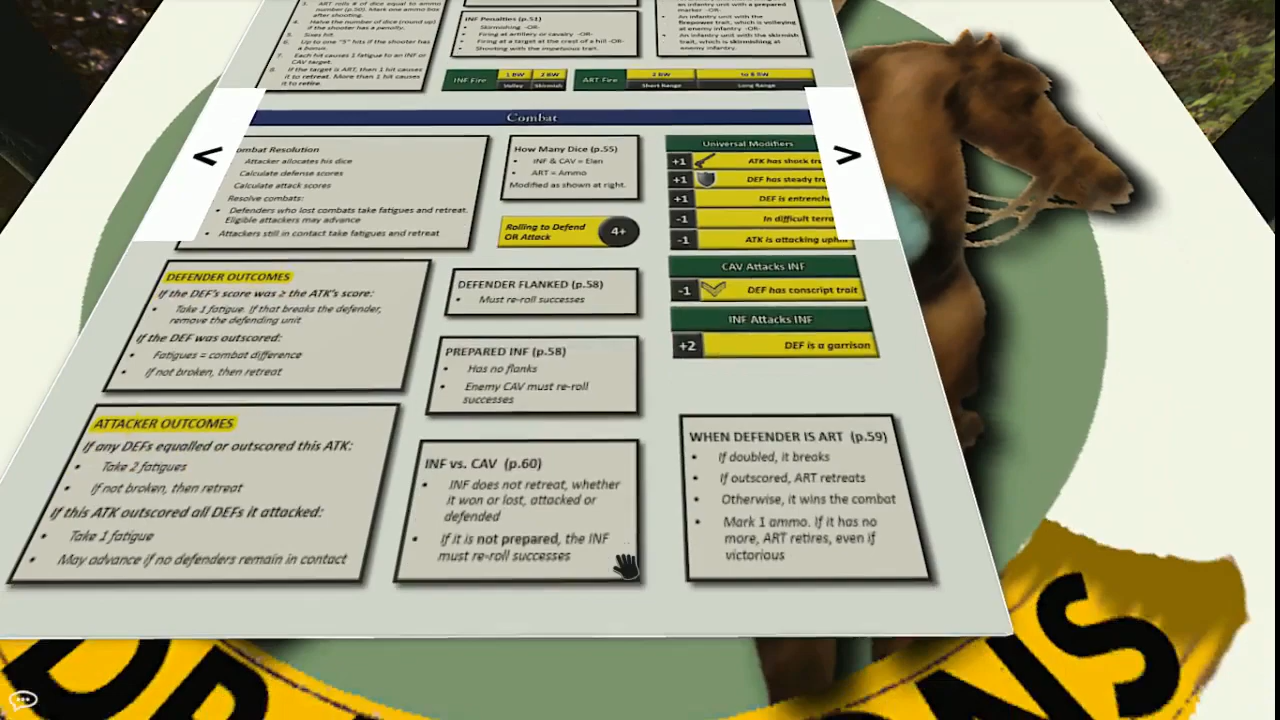 3. ART rolls # of dice equal to ammo
(p.50). Mark one ammo box
after shooting.
4. Halve the number of dice (round up)
if the shooter has a penalty.
5. 5s hit
6. Up to one "5" hits if the shooter has
a bonus.
7. Each hit causes 1 fatigue to an INF or
CAV target.
8. If the target is ART, then 1 hit causes
it to retreat. More than 1 hit causes
it to retire.
INF Penalties (p.51)
Skirmishing -OR-
Firing at artillery or cavalry -OR-
Firing at a target at the crest of a hill -OR-
Shooting with the impetuous trait.
unit with a prepared
marker -OR-
An infantry unit with the
firepower trait, which is volleying
at enemy infantry -OR-
An infantry unit with the skirmish
trait, which is skirmishing at
enemy infantry.
INF Fire
1 BW
2 BW
Volley
Skirmish
ART Fire
2 BW
to 8 BW
Short Range
Long Range
Combat
<
>
ombat Resolution
Attacker allocates his dice
Calculate defense scores
Calculate attack scores
Resolve combats:
Defenders who lost combats take fatigues and retreat.
Eligible attackers may advance
Attackers still in contact take fatigues and retreat
How Many Dice (p.55)
INF & CAV = Elan
ART = Ammo
Modified as shown at right.
Rolling to Defend
OR Attack
4+
Universal Modifiers
+1 ATK has shock tr
+1 DEF has steady tr
+1 DEF is entrench
-1 In difficult terra
-1 ATK is attacking uph
CAV Attacks INF
-1 DEF has conscript trait
INF Attacks INF
+2 DEF is a garrison
DEFENDER OUTCOMES
If the DEF's score was ≥ the ATK's score:
Take 1 fatigue. If that breaks the defender,
remove the defending unit
If the DEF was outscored:
Fatigues = combat difference
If not broken, then retreat
DEFENDER FLANKED (p.58)
Must re-roll successes
PREPARED INF (p.58)
Has no flanks
Enemy CAV must re-roll
successes
ATTACKER OUTCOMES
If any DEFs equalled or outscored this ATK:
Take 2 fatigues
If not broken, then retreat
If this ATK outscored all DEFs it attacked:
Take 1 fatigue
May advance if no defenders remain in contact
INF vs. CAV (p.60)
INF does not retreat, whether
it won or lost, attacked or
defended
If it is not prepared, the INF
must re-roll successes
WHEN DEFENDER IS ART (p.59)
If doubled, it breaks
If outscored, ART retreats
Otherwise, it wins the combat
Mark 1 ammo. If it has no
more, ART retires, even if
victorious